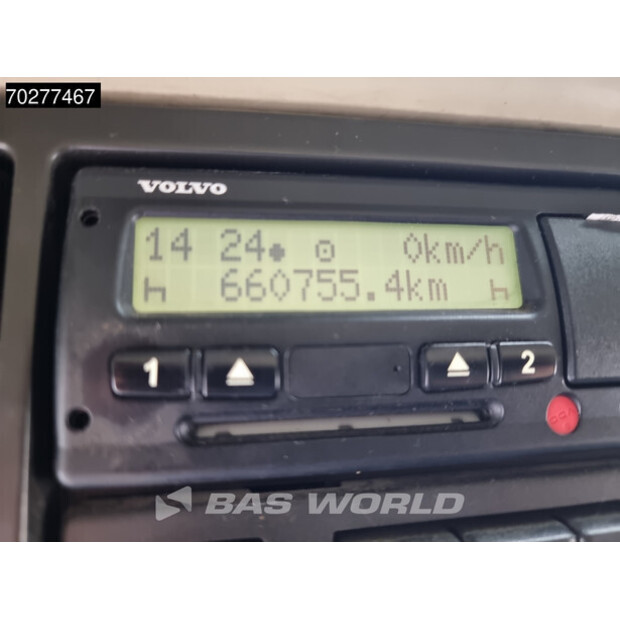 70277467
VOLVO
14 24 0km/h
660755.4km
1 2
BAS WORLD